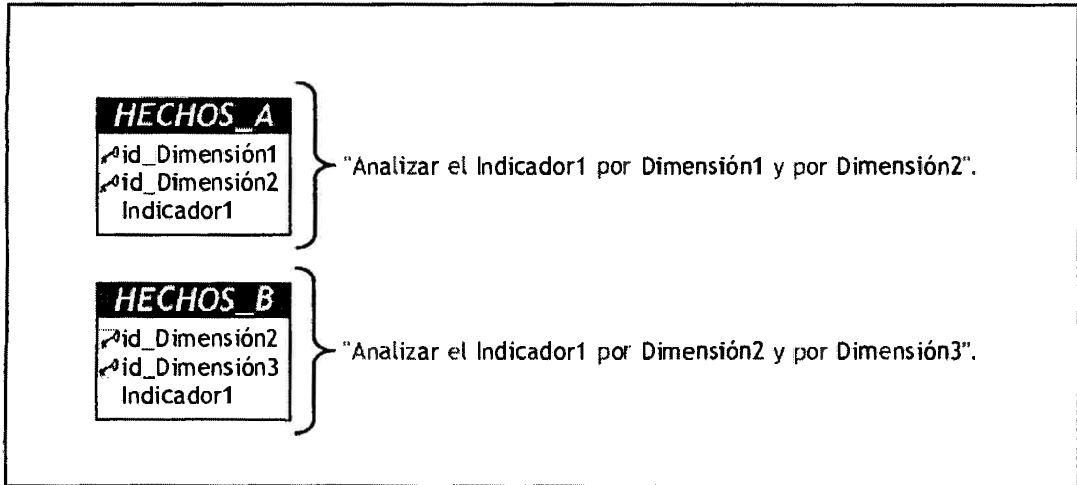 HECHOS_A
id_Dimensión1
id_Dimensión2
Indicador1
"Analizar el Indicador1 por Dimensión1 y por Dimensión2".
HECHOS_B
id_Dimensión2
id_Dimensión3
Indicador1
"Analizar el Indicador1 por Dimensión2 y por Dimensión3".